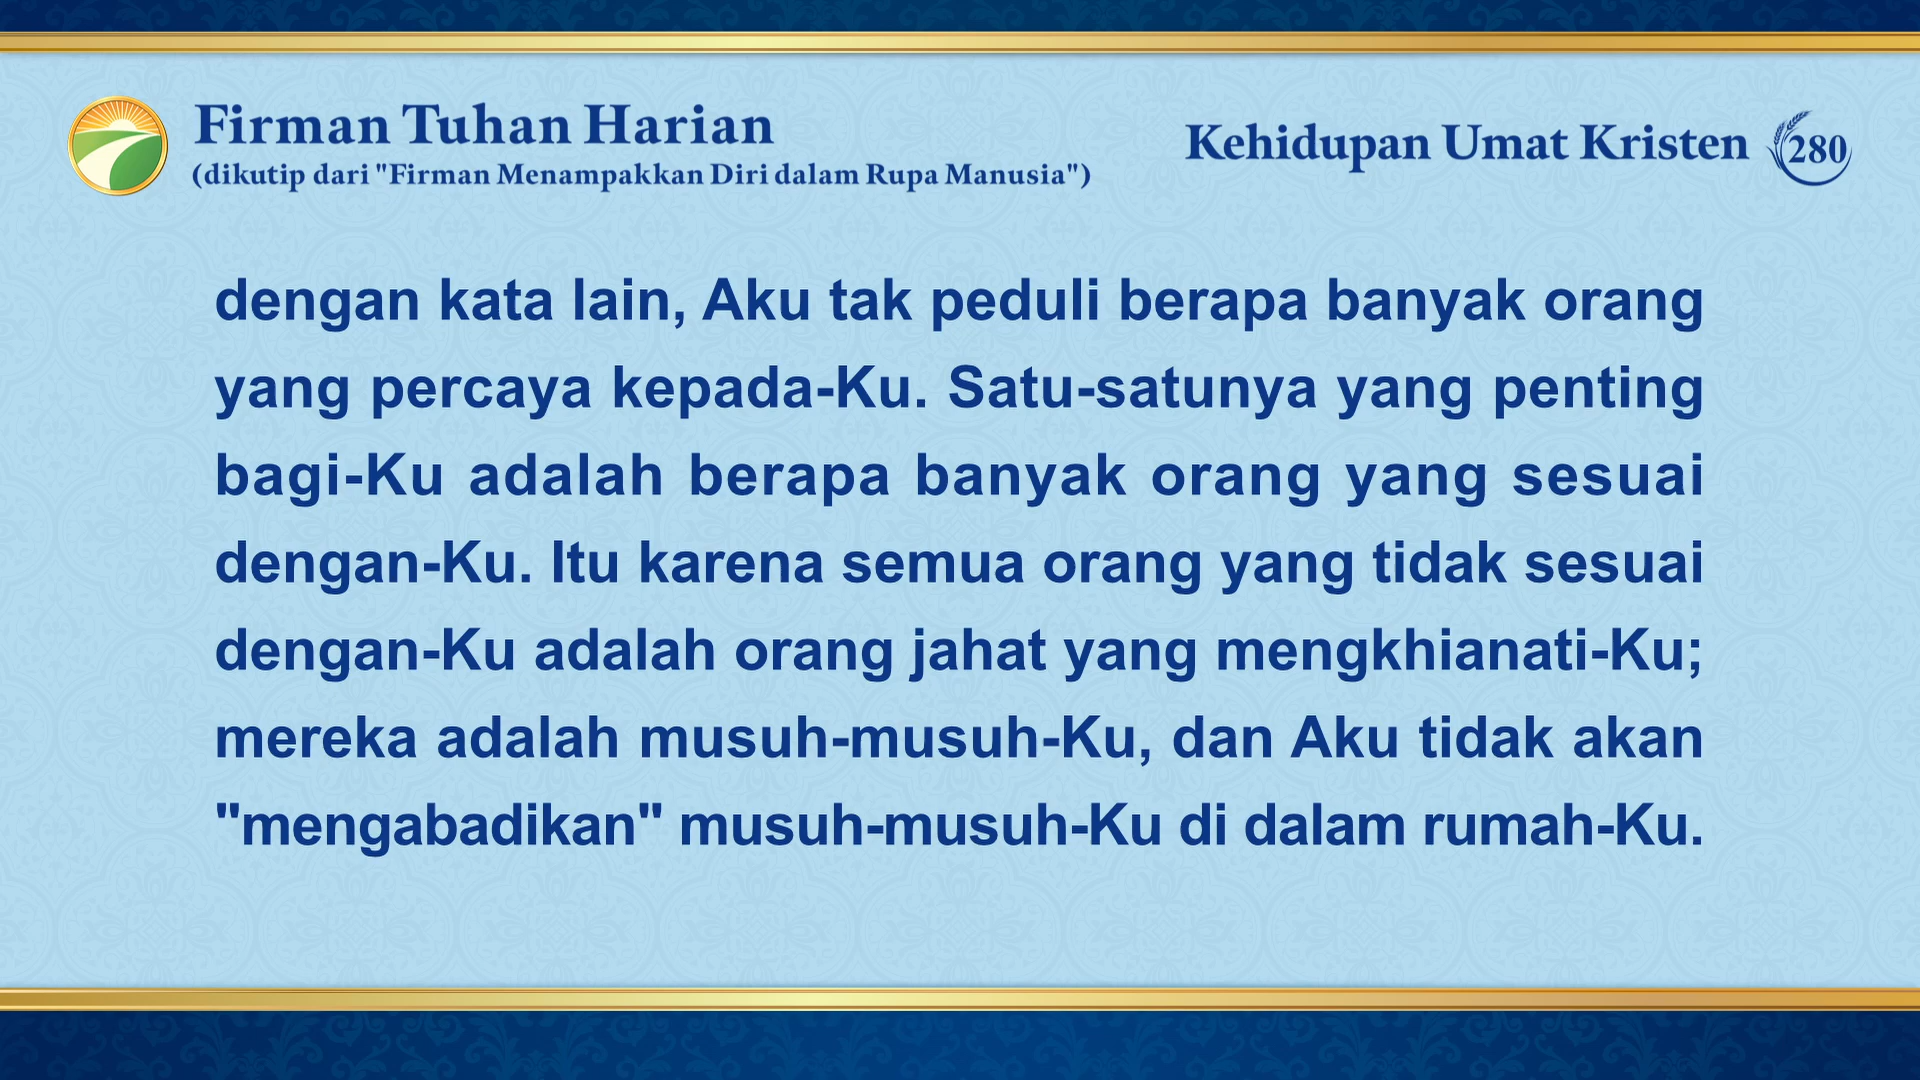 Firman Tuhan Harian
(dikutip dari "Firman Menampakkan Diri dalam Rupa Manusia")
Kehidupan Umat Kristen 280
dengan kata lain, Aku tak peduli berapa banyak orang
yang percaya kepada-Ku. Satu-satunya yang penting
bagi-Ku adalah berapa banyak orang yang sesuai
dengan-Ku. Itu karena semua orang yang tidak sesuai
dengan-Ku adalah orang jahat yang mengkhianati-Ku;
mereka adalah musuh-musuh-Ku, dan Aku tidak akan
"mengabadikan" musuh-musuh-Ku di dalam rumah-Ku.